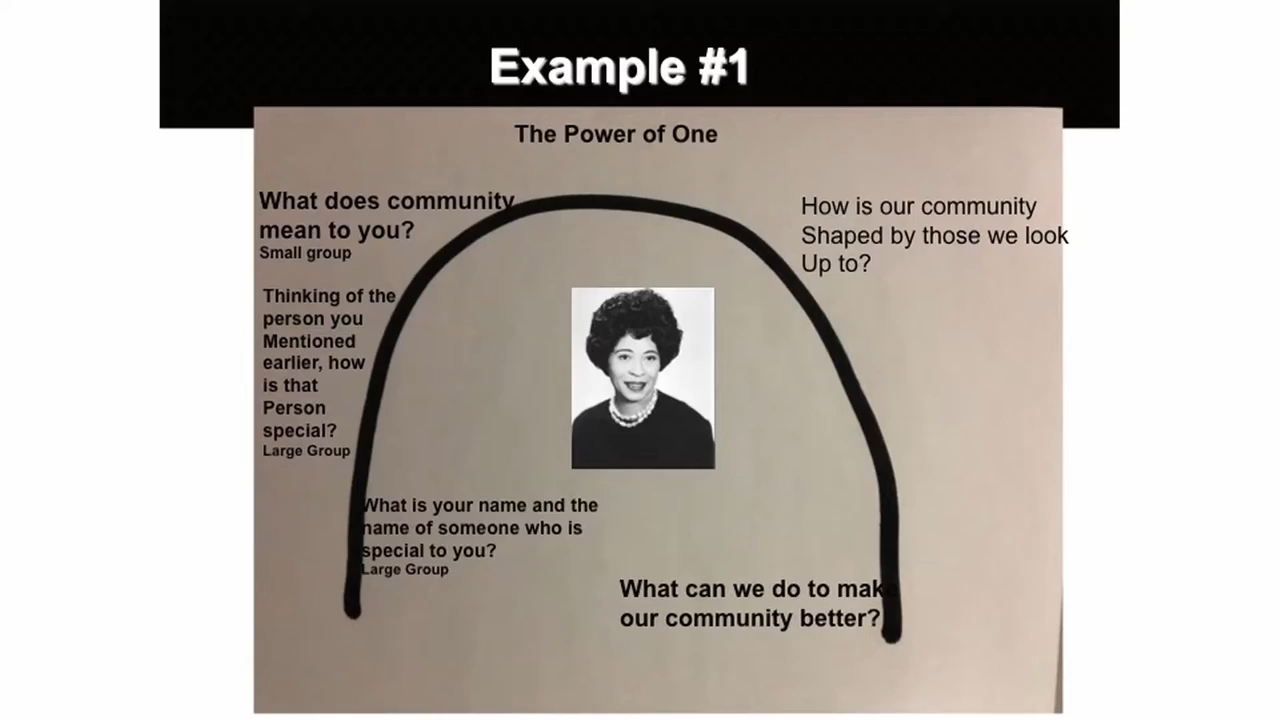 Example #1
The Power of One
What does community
mean to you?
Small group
Thinking of the
person you
Mentioned
earlier, how
is that
Person
special?
Large Group
What is your name and the
name of someone who is
special to you?
Large Group
How is our community
Shaped by those we look
Up to?
What can we do to make
our community better?